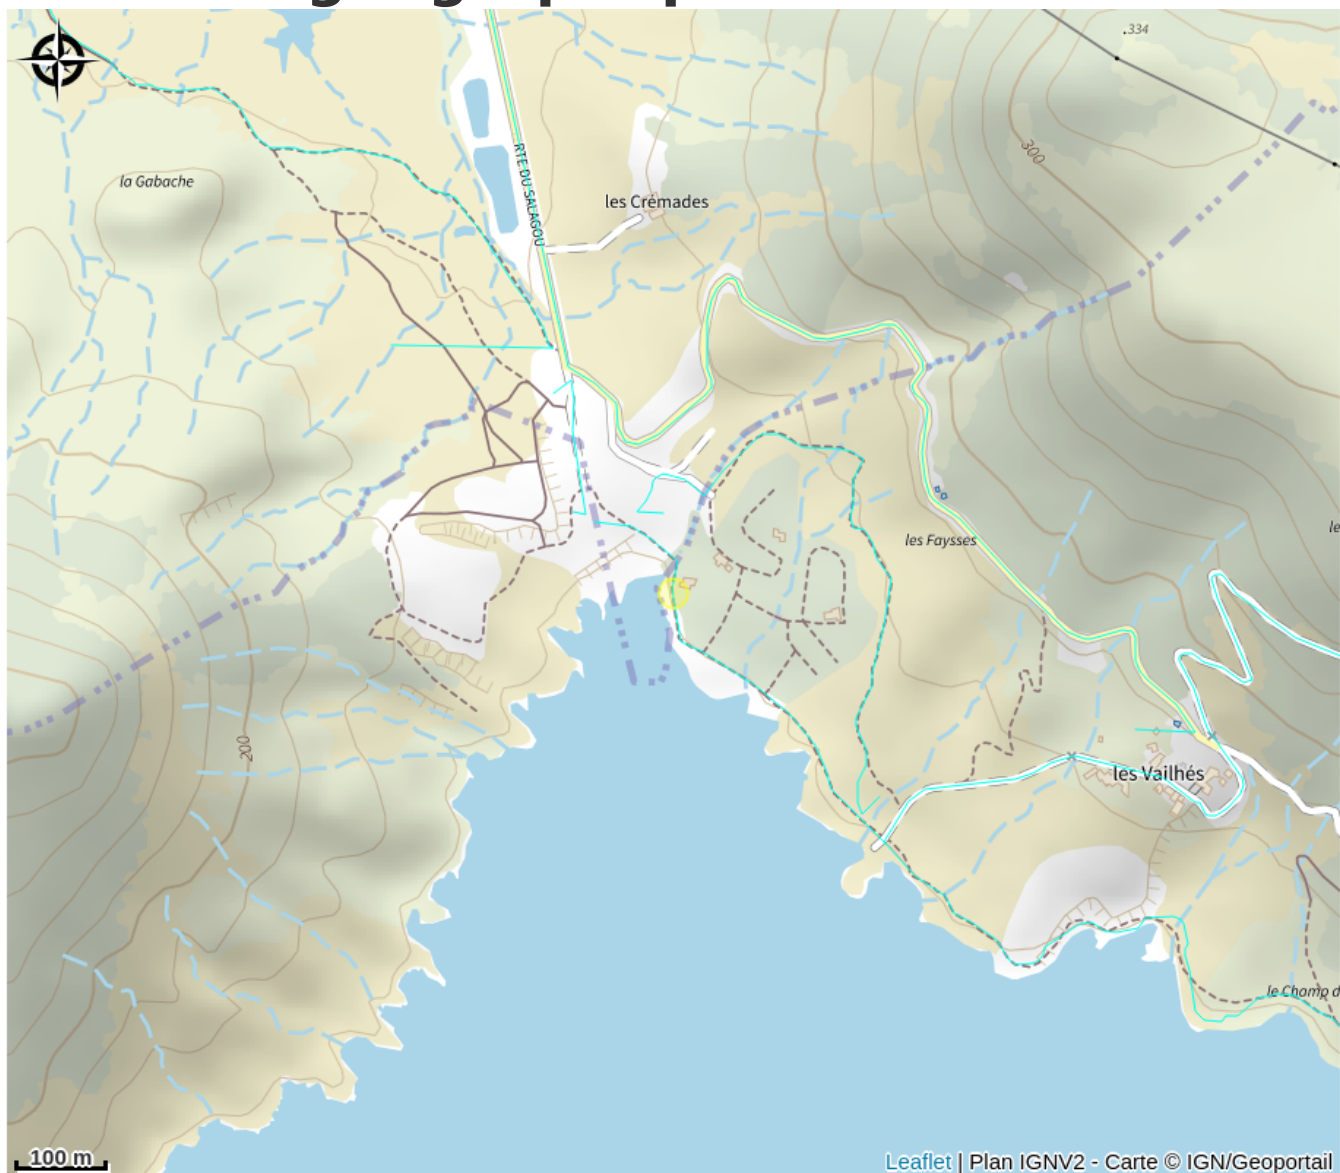 .334
300
RTE DU SALAGOU
la Gabache
les Crémades
les Faysses
le
200
les Vailhés
le Champ d
100 m
Leaflet | Plan IGNV2 - Carte © IGN/Geoportail